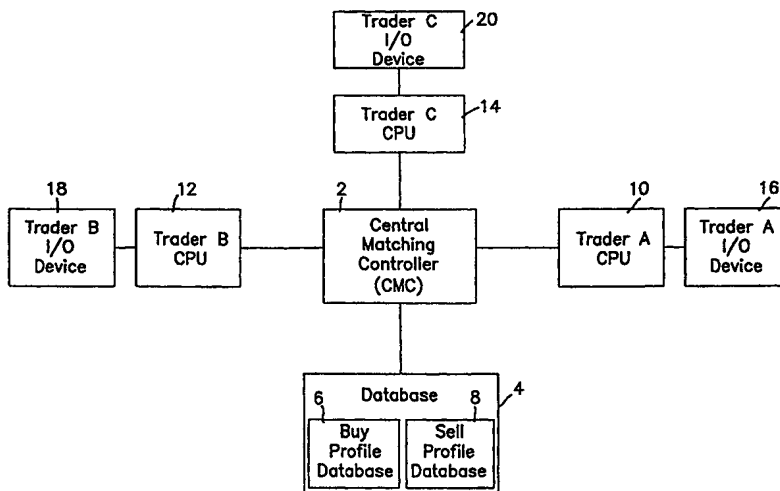 Trader C
I/O
Device
20
Trader C
CPU
14
18
Trader B
I/O
Device
12
Trader B
CPU
2
Central
Matching
Controller
(CMC)
10
Trader A
CPU
16
Trader A
I/O
Device
Database
4
6
Buy
Profile
Database
8
Sell
Profile
Database